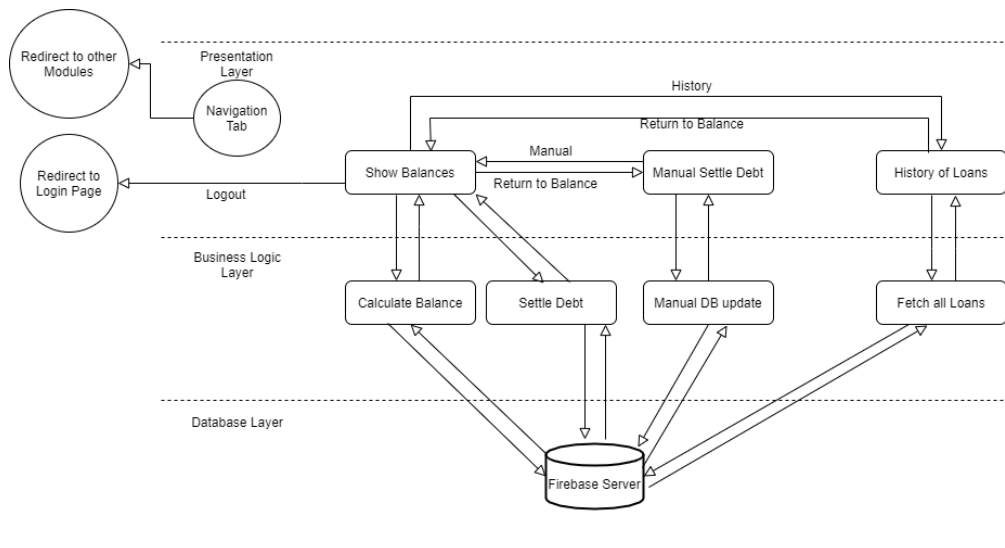 Redirect to other
Modules
Presentation
Layer
Navigation
Tab
History
Return to Balance
Redirect to
Login Page
Logout
Show Balances
Manual
Return to Balance
Manual Settle Debt
History of Loans
Business Logic
Layer
Calculate Balance
Settle Debt
Manual DB update
Fetch all Loans
Database Layer
Firebase Server